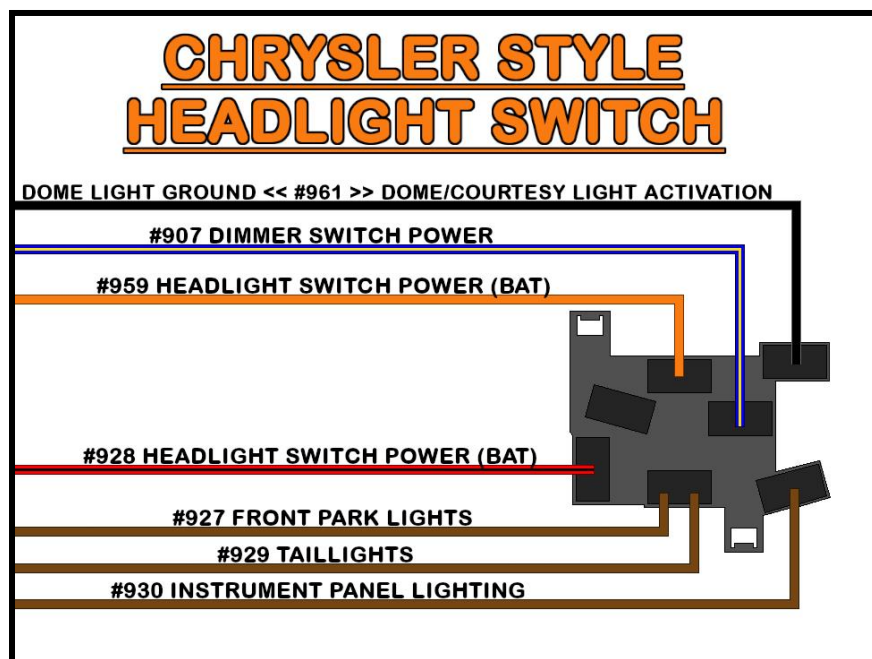 CHRYSLER STYLE
HEADLIGHT SWITCH
DOME LIGHT GROUND << #961 >> DOME/COURTESY LIGHT ACTIVATION
#907 DIMMER SWITCH POWER
#959 HEADLIGHT SWITCH POWER (BAT)
#928 HEADLIGHT SWITCH POWER (BAT)
#927 FRONT PARK LIGHTS
#929 TAILLIGHTS
#930 INSTRUMENT PANEL LIGHTING